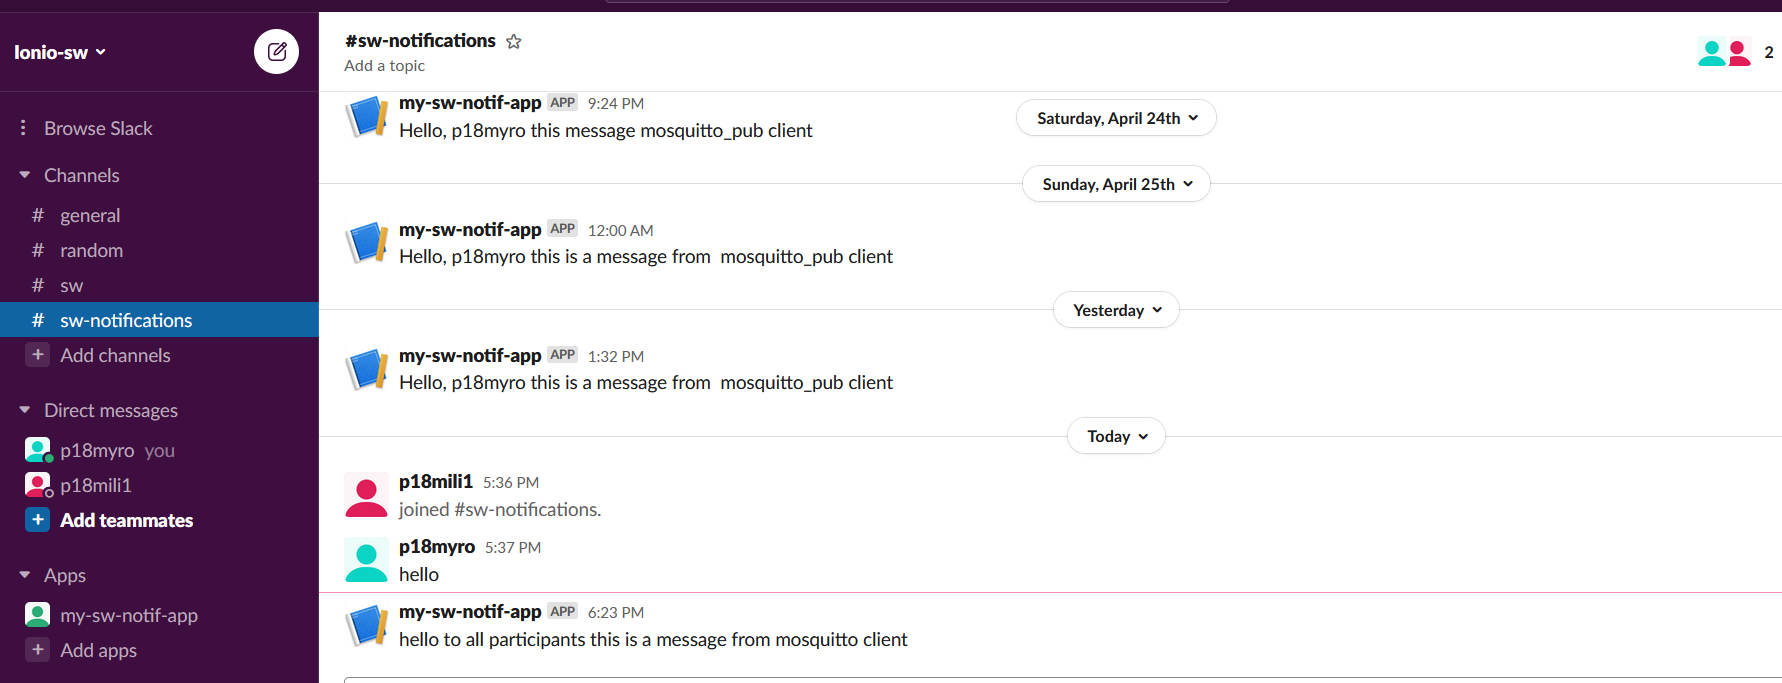 Ionio-sw
Browse Slack
Channels
# general
# random
# sw
# sw-notifications
+ Add channels
Direct messages
p18myro you
p18mili1
+ Add teammates
Apps
my-sw-notif-app
+ Add apps
#sw-notifications
Add a topic
2
my-sw-notif-app APP 9:24 PM
Hello, p18myro this message mosquitto_pub client
Saturday, April 24th
Sunday, April 25th
my-sw-notif-app APP 12:00 AM
Hello, p18myro this is a message from  mosquitto_pub client
Yesterday
my-sw-notif-app APP 1:32 PM
Hello, p18myro this is a message from  mosquitto_pub client
Today
p18mili1 5:36 PM
joined #sw-notifications.
p18myro 5:37 PM
hello
my-sw-notif-app APP 6:23 PM
hello to all participants this is a message from mosquitto client